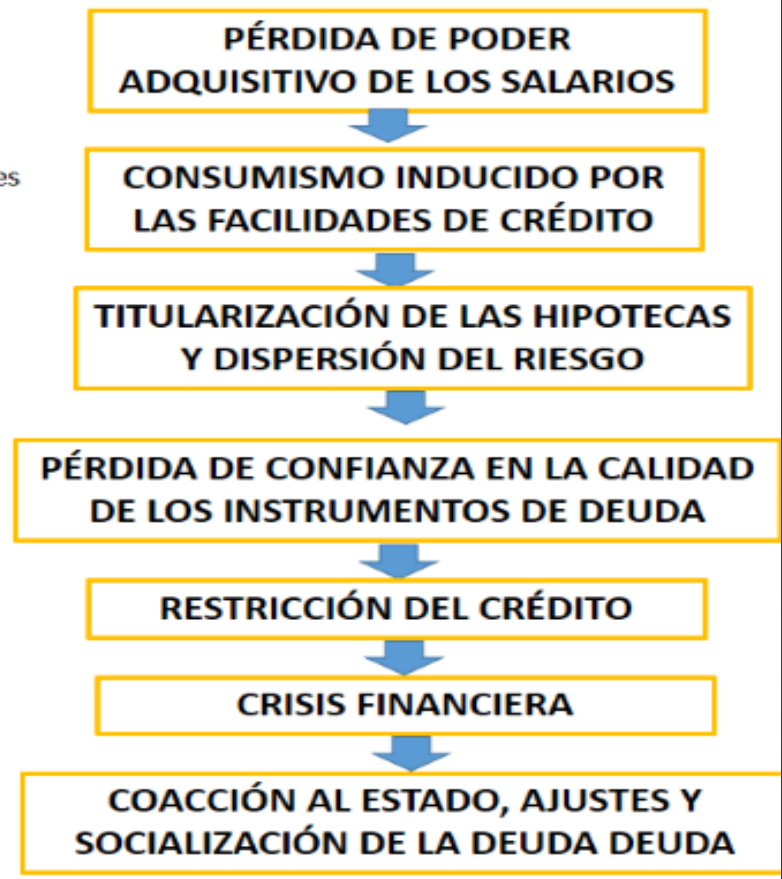 PÉRDIDA DE PODER
ADQUISITIVO DE LOS SALARIOS
es
CONSUMISMO INDUCIDO POR
LAS FACILIDADES DE CRÉDITO
TITULARIZACIÓN DE LAS HIPOTECAS
Y DISPERSIÓN DEL RIESGO
PÉRDIDA DE CONFIANZA EN LA CALIDAD
DE LOS INSTRUMENTOS DE DEUDA
RESTRICCIÓN DEL CRÉDITO
CRISIS FINANCIERA
COACCIÓN AL ESTADO, AJUSTES Y
SOCIALIZACIÓN DE LA DEUDA DEUDA